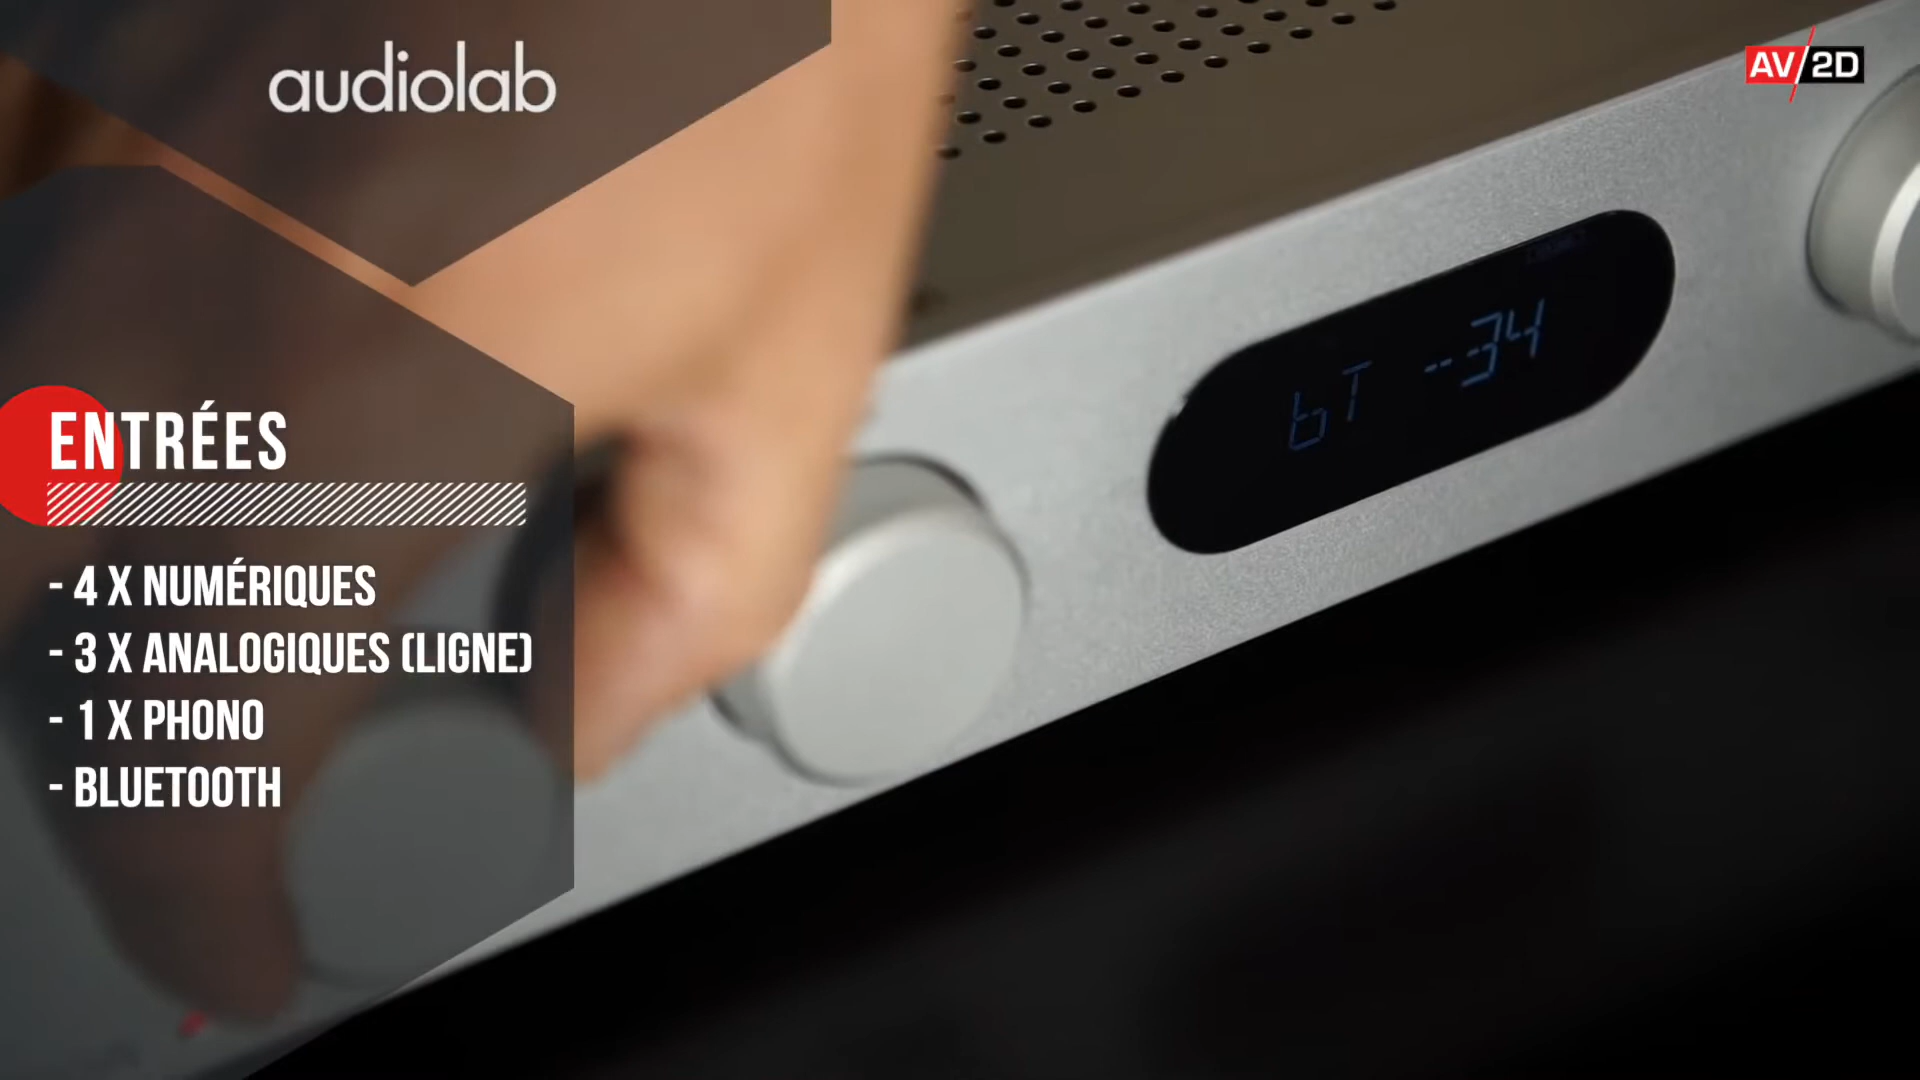 audiolab
AV/2D
bT --34
ENTRÉES
- 4 X NUMÉRIQUES
- 3 X ANALOGIQUES (LIGNE)
- 1 X PHONO
- BLUETOOTH